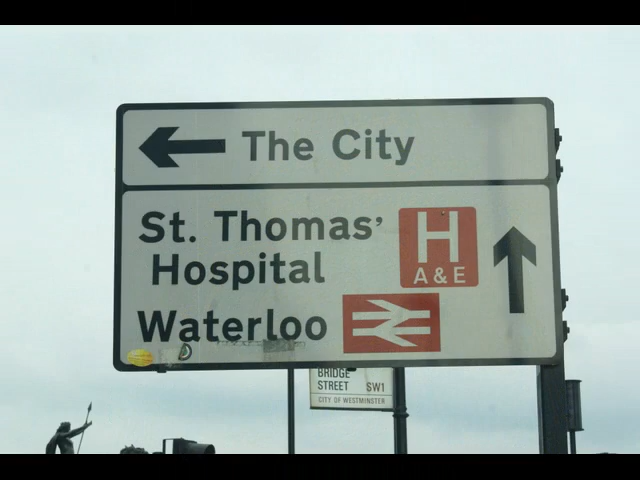 The City
St. Thomas'
Hospital
H
A & E
Waterloo
BRIDGE
STREET SW1
CITY OF WESTMINSTER